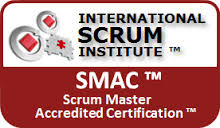 INTERNATIONAL
SCRUM
INSTITUTE ™
SMAC ™
Scrum Master
Accredited Certification ™